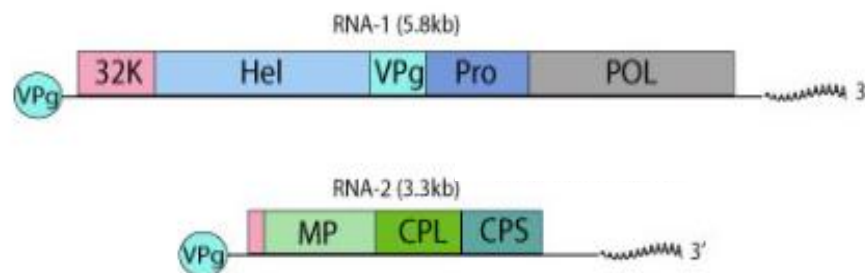 RNA-1 (5.8kb)
VPg 32K Hel VPg Pro POL 3
RNA-2 (3.3kb)
VPg MP CPL CPS 3'